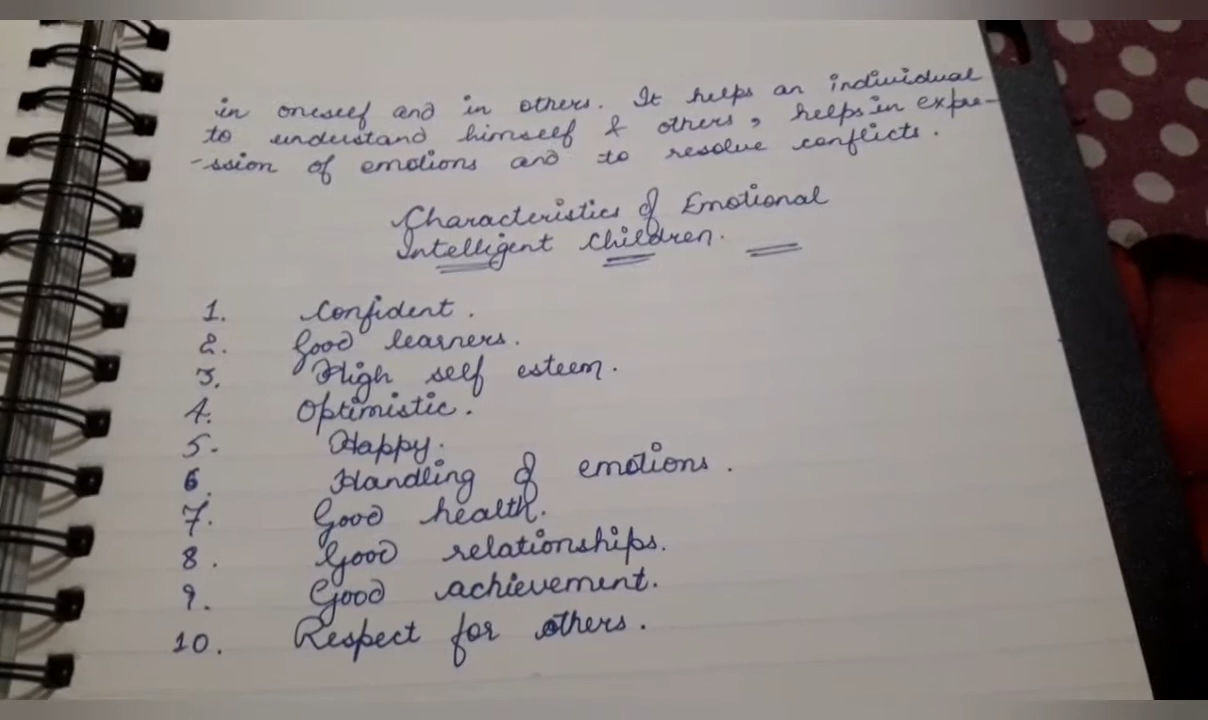 in oneself and in others. It helps an individual
to understand himself & others, helps in expre-
-ssion of emotions and to resolve conflicts.
Characteristics of Emotional
Intelligent Children.
1. Confident.
2. Good learners.
3. High self esteem.
4. Optimistic.
5. Happy.
6. Handling of emotions.
7. Good health.
8. Good relationships.
9. Good achievement.
10. Respect for others.